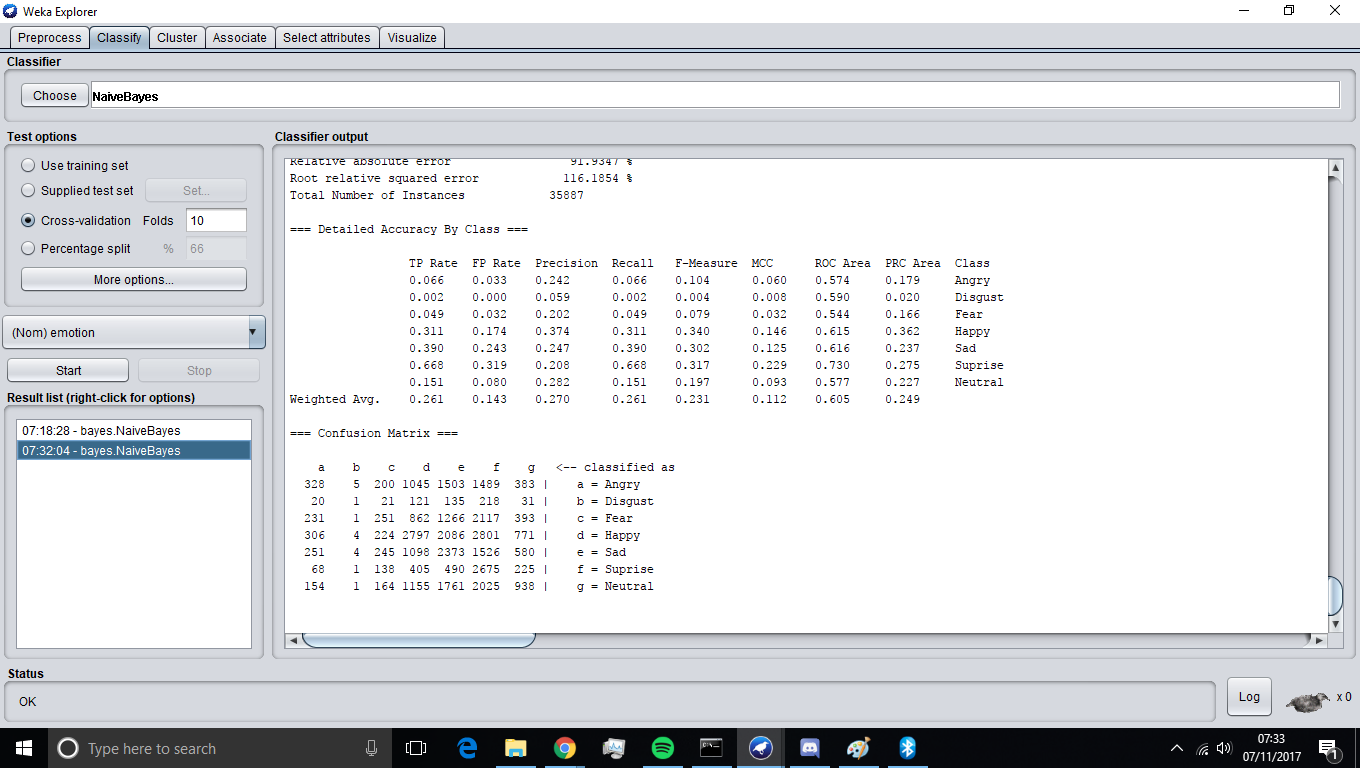 Weka Explorer
Preprocess Classify Cluster Associate Select attributes Visualize
Classifier
Choose NaiveBayes
Test options
Use training set
Supplied test set Set...
Cross-validation Folds 10
Percentage split % 66
More options...
(Nom) emotion
Start Stop
Result list (right-click for options)
07:18:28 - bayes.NaiveBayes
07:32:04 - bayes.NaiveBayes
Classifier output
Relative absolute error 91.9347 %
Root relative squared error 116.1854 %
Total Number of Instances 35887
=== Detailed Accuracy By Class ===
TP Rate FP Rate Precision Recall F-Measure MCC ROC Area PRC Area Class
0.066 0.033 0.242 0.066 0.104 0.060 0.574 0.179 Angry
0.002 0.000 0.059 0.002 0.004 0.008 0.590 0.020 Disgust
0.049 0.032 0.202 0.049 0.079 0.032 0.544 0.166 Fear
0.311 0.174 0.374 0.311 0.340 0.146 0.615 0.362 Happy
0.390 0.243 0.247 0.390 0.302 0.125 0.616 0.237 Sad
0.668 0.319 0.208 0.668 0.317 0.229 0.730 0.275 Suprise
0.151 0.080 0.282 0.151 0.197 0.093 0.577 0.227 Neutral
Weighted Avg. 0.261 0.143 0.270 0.261 0.231 0.112 0.605 0.249
=== Confusion Matrix ===
a b c d e f g <-- classified as
328 5 200 1045 1503 1489 383 | a = Angry
20 1 21 121 135 218 31 | b = Disgust
231 1 251 862 1266 2117 393 | c = Fear
306 4 224 2797 2086 2801 771 | d = Happy
251 4 245 1098 2373 1526 580 | e = Sad
68 1 138 405 490 2675 225 | f = Suprise
154 1 164 1155 1761 2025 938 | g = Neutral
Status
OK
Log x 0
Type here to search
07:33
07/11/2017
1